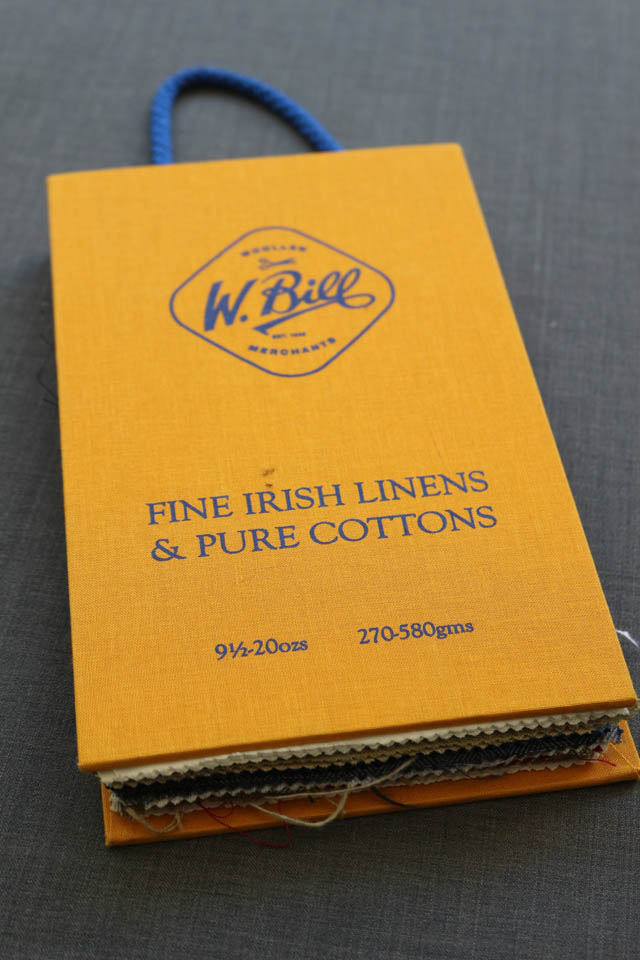 WOOLLEN
W. Bill
MERCHANTS
FINE IRISH LINENS
& PURE COTTONS
9½-20ozs 270-580gms